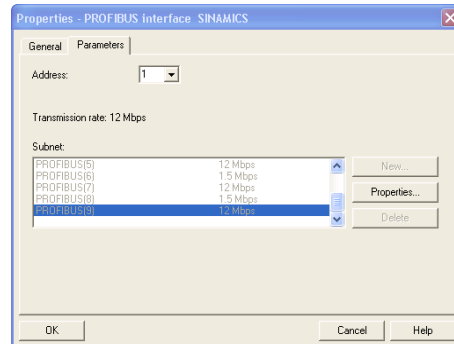 Properties - PROFIBUS interface SINAMICS
General Parameters
Address: 1
Transmission rate: 12 Mbps
Subnet:
PROFIBUS(5) 12 Mbps
PROFIBUS(6) 1.5 Mbps
PROFIBUS(7) 12 Mbps
PROFIBUS(8) 1.5 Mbps
PROFIBUS(9) 12 Mbps
New...
Properties...
Delete
OK Cancel Help